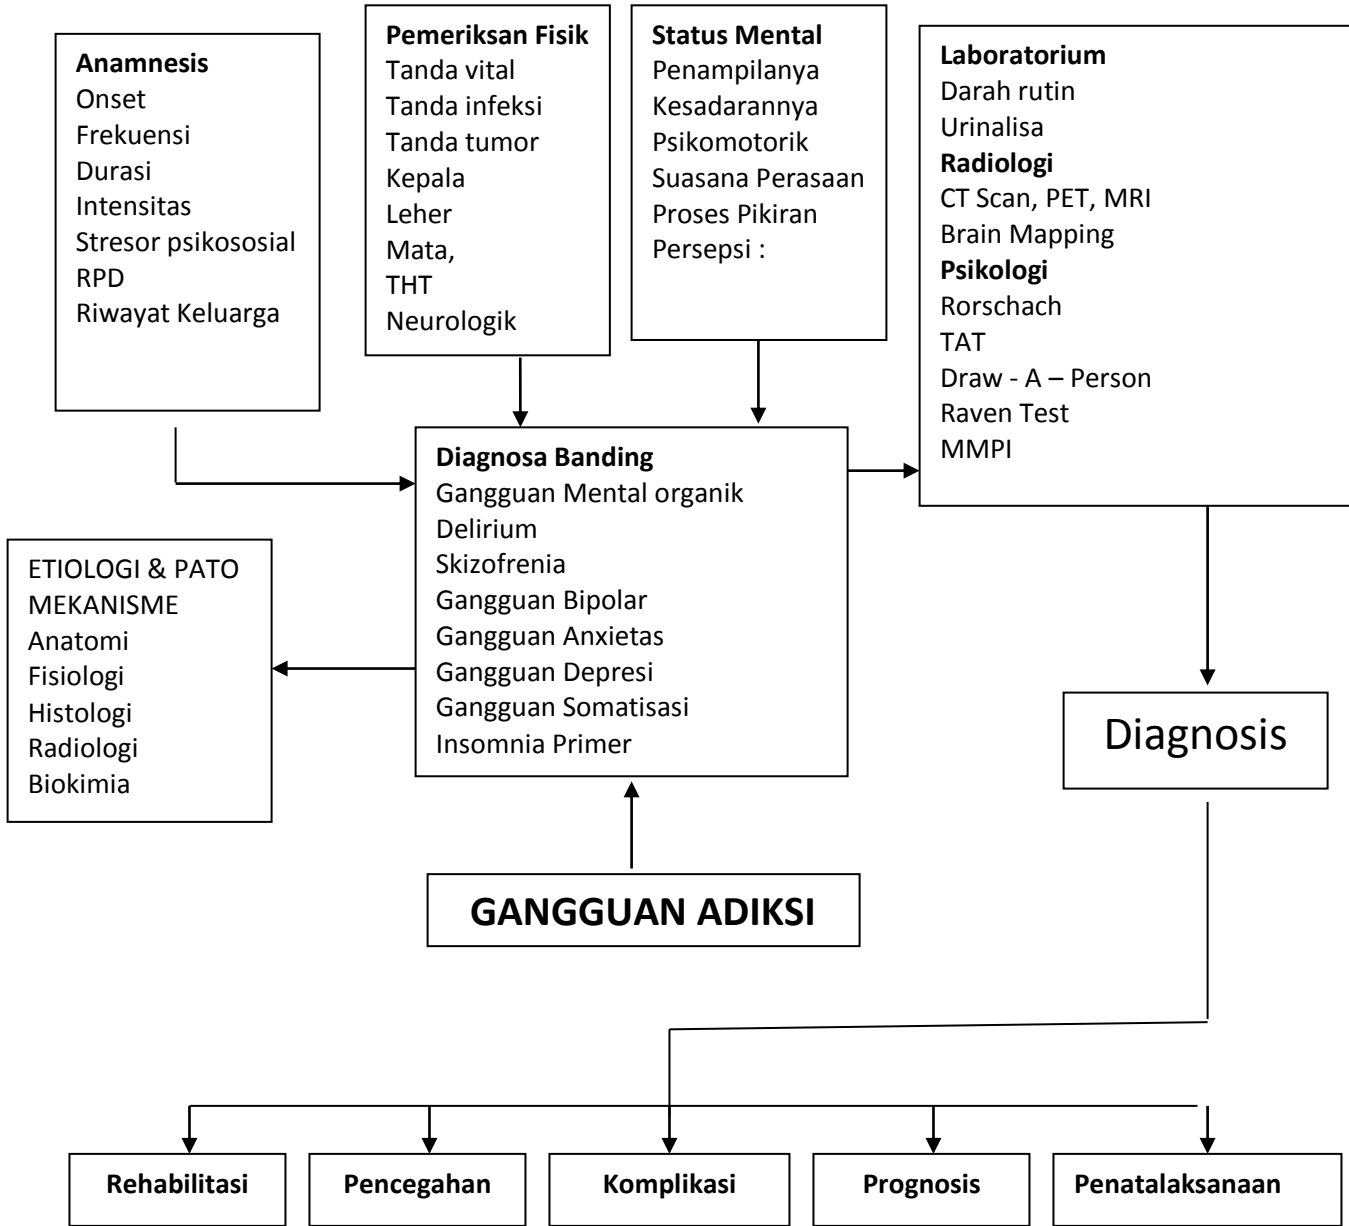 Anamnesis
Onset
Frekuensi
Durasi
Intensitas
Stresor psikososial
RPD
Riwayat Keluarga
Pemeriksan Fisik
Tanda vital
Tanda infeksi
Tanda tumor
Kepala
Leher
Mata,
THT
Neurologik
Status Mental
Penampilanya
Kesadarannya
Psikomotorik
Suasana Perasaan
Proses Pikiran
Persepsi :
Laboratorium
Darah rutin
Urinalisa
Radiologi
CT Scan, PET, MRI
Brain Mapping
Psikologi
Rorschach
TAT
Draw - A – Person
Raven Test
MMPI
Diagnosa Banding
Gangguan Mental organik
Delirium
Skizofrenia
Gangguan Bipolar
Gangguan Anxietas
Gangguan Depresi
Gangguan Somatisasi
Insomnia Primer
ETIOLOGI & PATO
MEKANISME
Anatomi
Fisiologi
Histologi
Radiologi
Biokimia
Diagnosis
GANGGUAN ADIKSI
Rehabilitasi
Pencegahan
Komplikasi
Prognosis
Penatalaksanaan